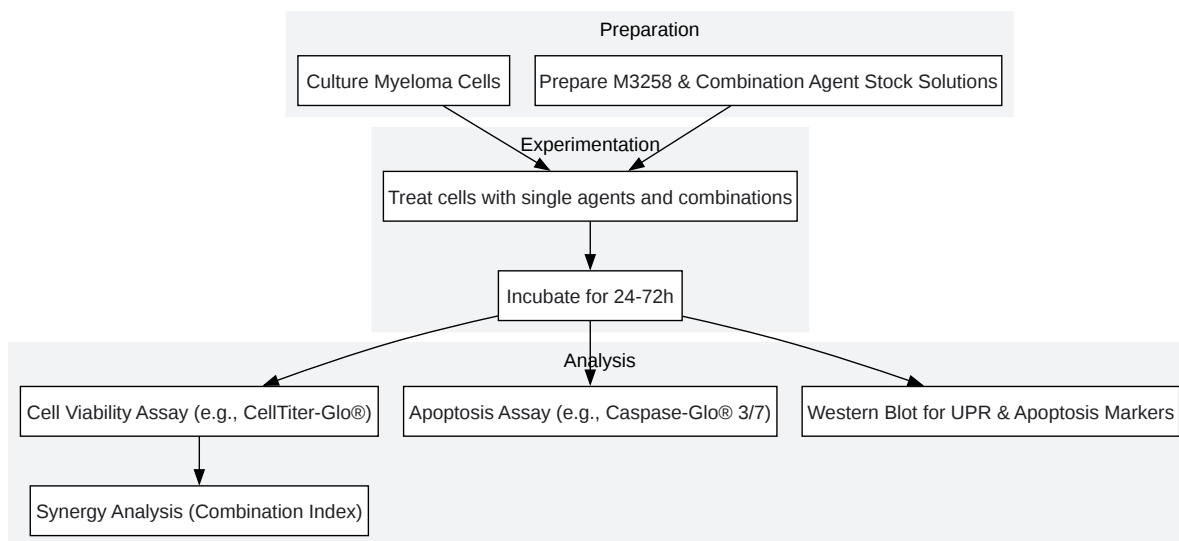 Preparation
Culture Myeloma Cells
Prepare M3258 & Combination Agent Stock Solutions
Experimentation
Treat cells with single agents and combinations
Incubate for 24-72h
Analysis
Cell Viability Assay (e.g., CellTiter-Glo®)
Apoptosis Assay (e.g., Caspase-Glo® 3/7)
Western Blot for UPR & Apoptosis Markers
Synergy Analysis (Combination Index)